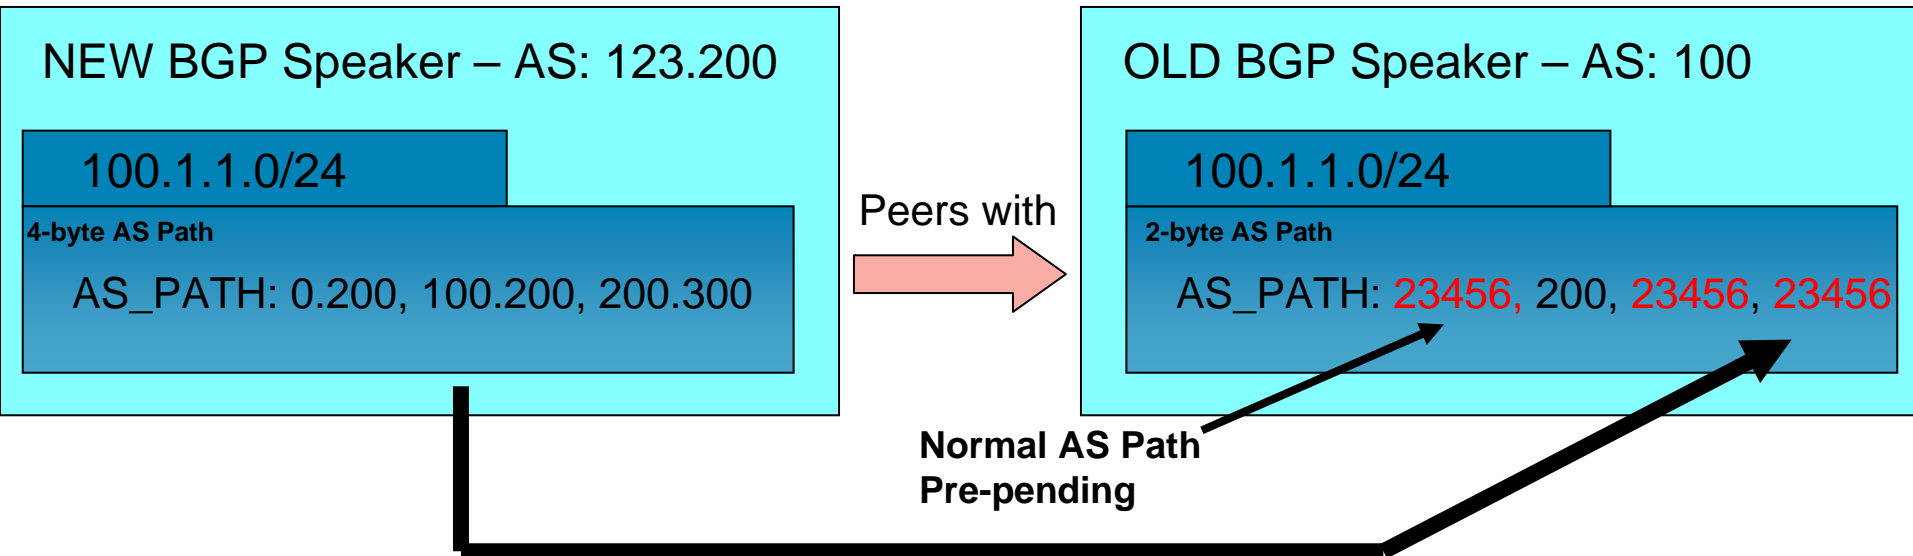 NEW BGP Speaker – AS: 123.200
100.1.1.0/24
4-byte AS Path
AS_PATH: 0.200, 100.200, 200.300
Peers with
OLD BGP Speaker – AS: 100
100.1.1.0/24
2-byte AS Path
AS_PATH: 23456, 200, 23456, 23456
Normal AS Path
Pre-pending